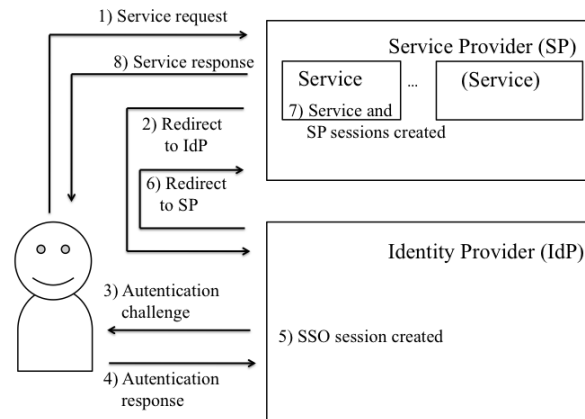 1) Service request
8) Service response
2) Redirect
to IdP
6) Redirect
to SP
3) Autentication
challenge
4) Autentication
response
Service Provider (SP)
Service
...
(Service)
7) Service and
SP sessions created
Identity Provider (IdP)
5) SSO session created